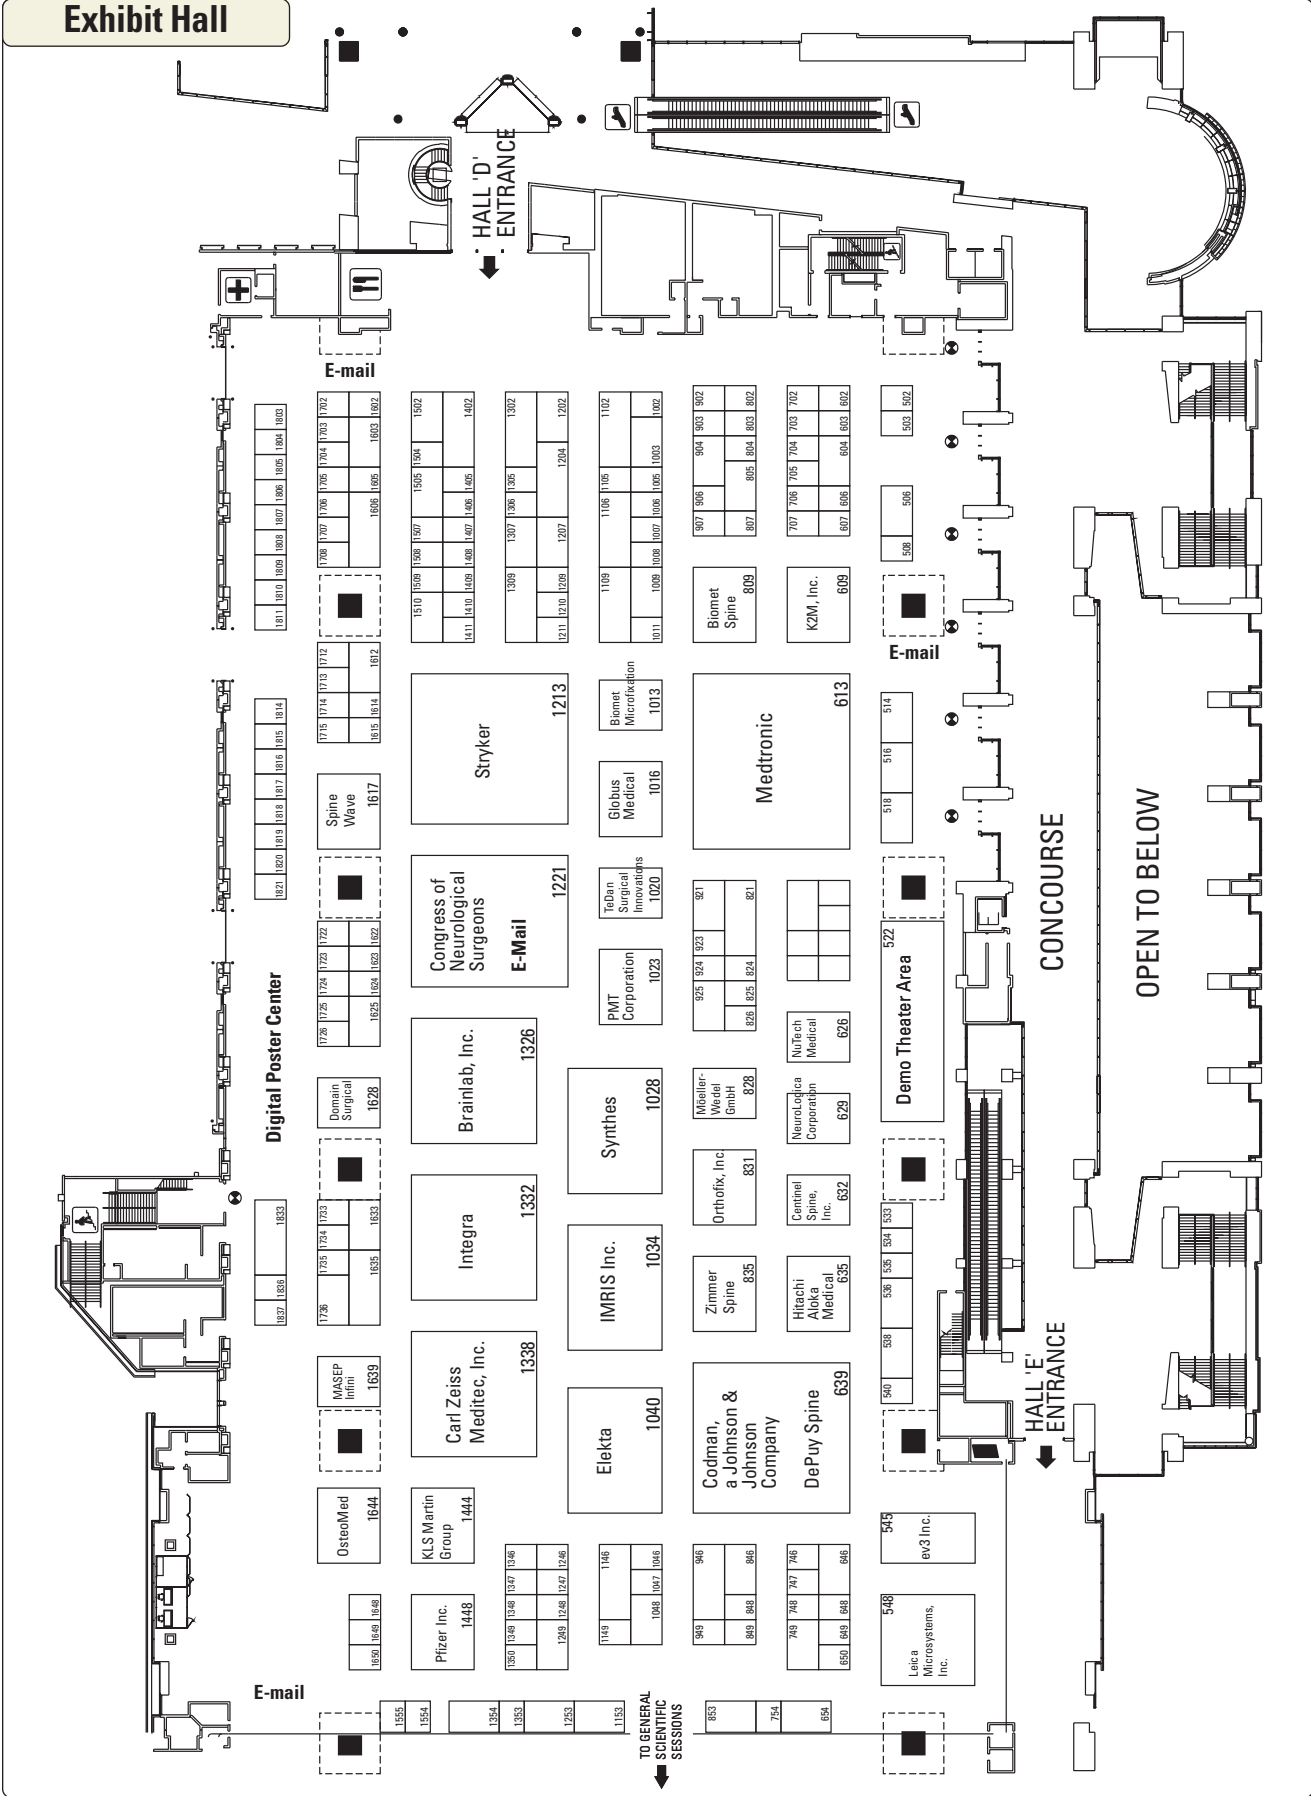 Exhibit Hall
HALL 'D'
ENTRANCE
E-mail
1803
1804
1805
1806
1807
1808
1809
1810
1811
1702
1703
1704
1705
1706
1707
1708
1602
1603
1605
1606
1502
1504
1505
1507
1508
1509
1510
1402
1405
1406
1407
1408
1409
1410
1411
1302
1305
1306
1307
1309
1202
1204
1207
1209
1210
1211
1102
1105
1106
1109
1002
1003
1005
1006
1007
1008
1009
1011
902
903
904
906
907
802
803
804
805
807
702
703
704
705
706
707
602
603
604
606
607
502
503
506
508
Biomet
Spine
809
K2M, Inc.
609
E-mail
1712
1713
1714
1715
1612
1614
1615
Stryker
1213
Biomet
Microfixation
1013
Medtronic
613
514
516
518
1814
1815
1816
1817
1818
1819
1820
1821
Spine
Wave
1617
Globus
Medical
1016
Congress of
Neurological
Surgeons
E-Mail
1221
TeDan
Surgical
Innovations
1020
921
923
924
925
821
824
825
826
522
Demo Theater Area
CONCOURSE
OPEN TO BELOW
Digital Poster Center
1722
1723
1724
1725
1726
1622
1623
1624
1625
PMT
Corporation
1023
Domain
Surgical
1628
Brainlab, Inc.
1326
Synthes
1028
Möeller-
Wedel
GmbH
828
NuTech
Medical
626
NeuroLogica
Corporation
629
1833
1836
1837
1733
1734
1735
1736
1633
1635
Integra
1332
IMRIS Inc.
1034
Orthofix, Inc.
831
Centinel
Spine,
Inc.
632
Zimmer
Spine
835
Hitachi
Aloka
Medical
635
533
534
535
536
538
540
MASEP
Infini
1639
Carl Zeiss
Meditec, Inc.
1338
Elekta
1040
Codman,
a Johnson &
Johnson
Company
DePuy Spine
639
HALL 'E'
ENTRANCE
OsteoMed
1644
KLS Martin
Group
1444
Pfizer Inc.
1448
1648
1649
1650
1346
1347
1348
1349
1350
1246
1247
1248
1249
1146
1149
1046
1047
1048
946
949
846
848
849
746
747
748
749
646
648
649
650
545
ev3 Inc.
548
Leica
Microsystems,
Inc.
E-mail
1555
1554
1354
1353
1253
1153
TO GENERAL
SCIENTIFIC
SESSIONS
853
754
654